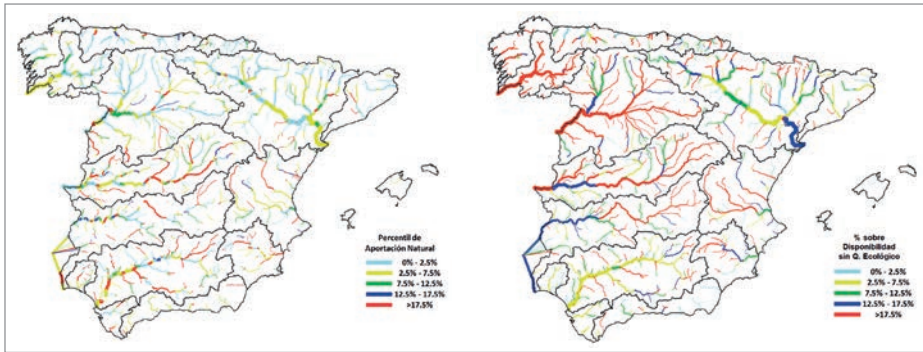 Percentil de
Aportación Natural
0% - 2.5%
2.5% - 7.5%
7.5% - 12.5%
12.5% - 17.5%
>17.5%
% sobre
Disponibilidad
sin Q. Ecológico
0% - 2.5%
2.5% - 7.5%
7.5% - 12.5%
12.5% - 17.5%
>17.5%